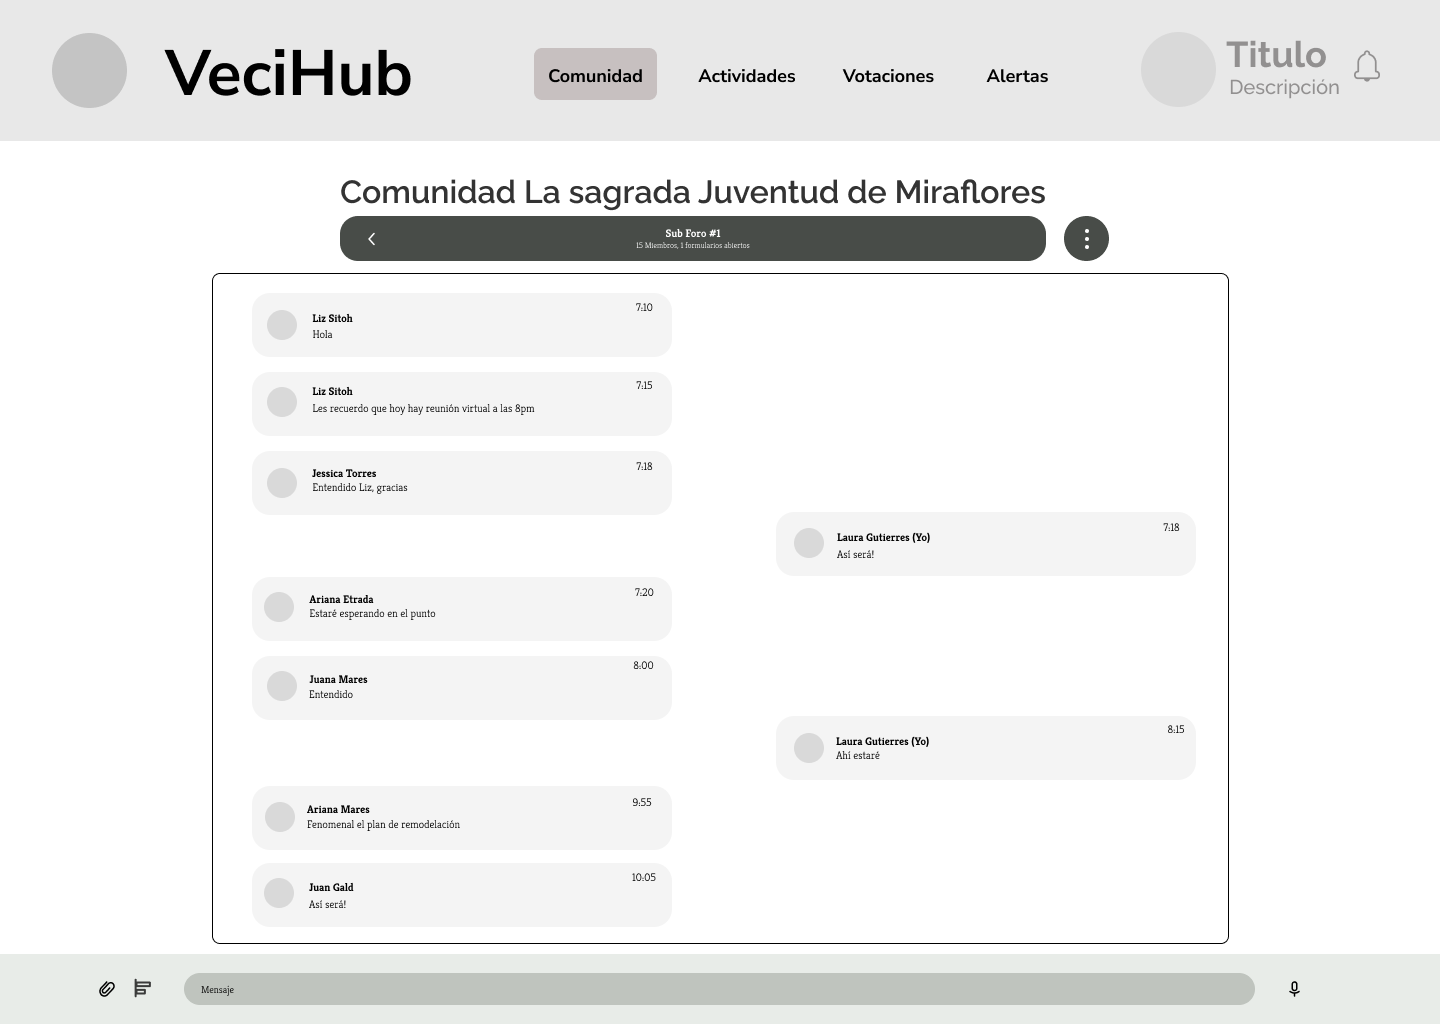 VeciHub
Comunidad
Actividades
Votaciones
Alertas
Titulo
Descripción
Comunidad La sagrada Juventud de Miraflores
Sub Foro #1
15 Miembros, 1 formularios abiertos
7:10
Liz Sitoh
Hola
7:15
Liz Sitoh
Les recuerdo que hoy hay reunión virtual a las 8pm
7:18
Jessica Torres
Entendido Liz, gracias
7:18
Laura Gutierres (Yo)
Así será!
7:20
Ariana Etrada
Estaré esperando en el punto
8:00
Juana Mares
Entendido
8:15
Laura Gutierres (Yo)
Ahí estaré
9:55
Ariana Mares
Fenomenal el plan de remodelación
10:05
Juan Gald
Así será!
Mensaje